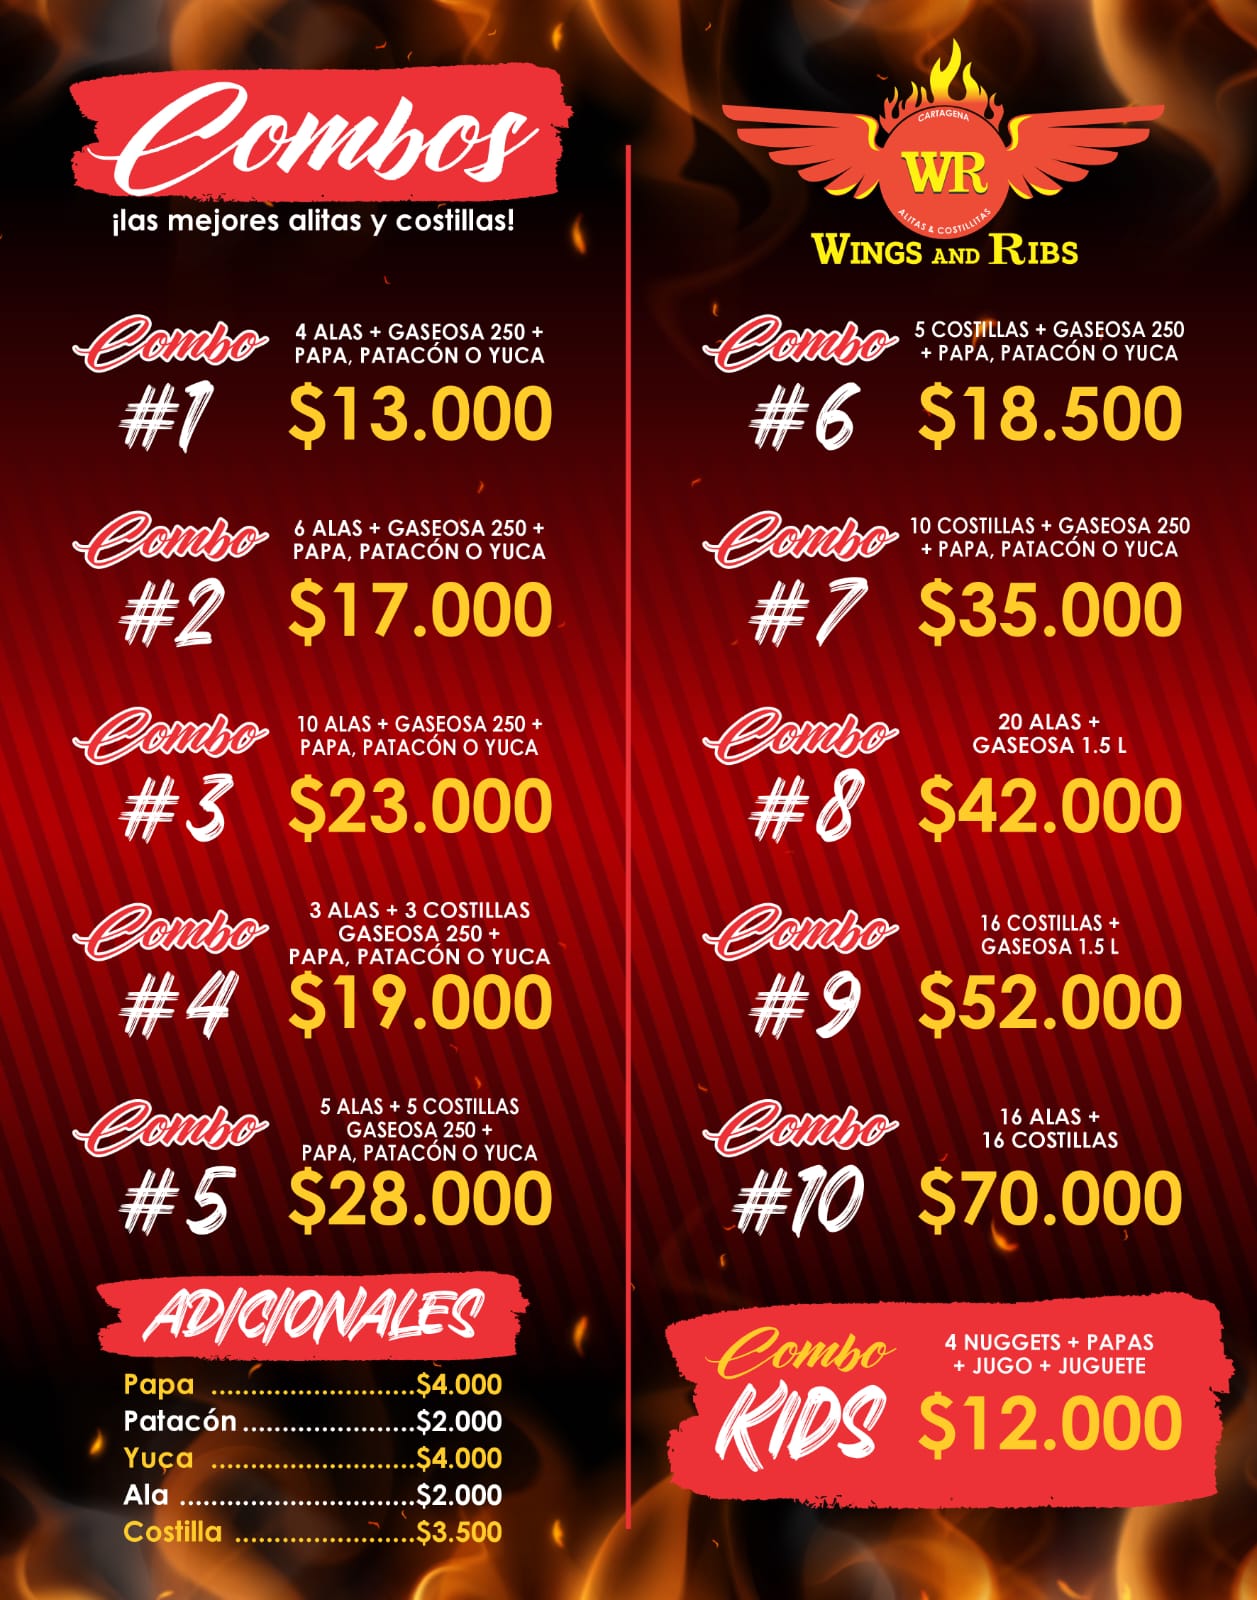 Combos
¡las mejores alitas y costillas!
Combo
#1
4 ALAS + GASEOSA 250 +
PAPA, PATACÓN O YUCA
$13.000
Combo
#2
6 ALAS + GASEOSA 250 +
PAPA, PATACÓN O YUCA
$17.000
Combo
#3
10 ALAS + GASEOSA 250 +
PAPA, PATACÓN O YUCA
$23.000
Combo
#4
3 ALAS + 3 COSTILLAS
GASEOSA 250 +
PAPA, PATACÓN O YUCA
$19.000
Combo
#5
5 ALAS + 5 COSTILLAS
GASEOSA 250 +
PAPA, PATACÓN O YUCA
$28.000
ADICIONALES
Papa ..........................$4.000
Patacón......................$2.000
Yuca ..........................$4.000
Ala ..............................$2.000
Costilla .......................$3.500
CARTAGENA
WR
ALITAS & COSTILLITAS
WINGS AND RIBS
Combo
#6
5 COSTILLAS + GASEOSA 250
+ PAPA, PATACÓN O YUCA
$18.500
Combo
#7
10 COSTILLAS + GASEOSA 250
+ PAPA, PATACÓN O YUCA
$35.000
Combo
#8
20 ALAS +
GASEOSA 1.5 L
$42.000
Combo
#9
16 COSTILLAS +
GASEOSA 1.5 L
$52.000
Combo
#10
16 ALAS +
16 COSTILLAS
$70.000
Combo
KIDS
4 NUGGETS + PAPAS
+ JUGO + JUGUETE
$12.000